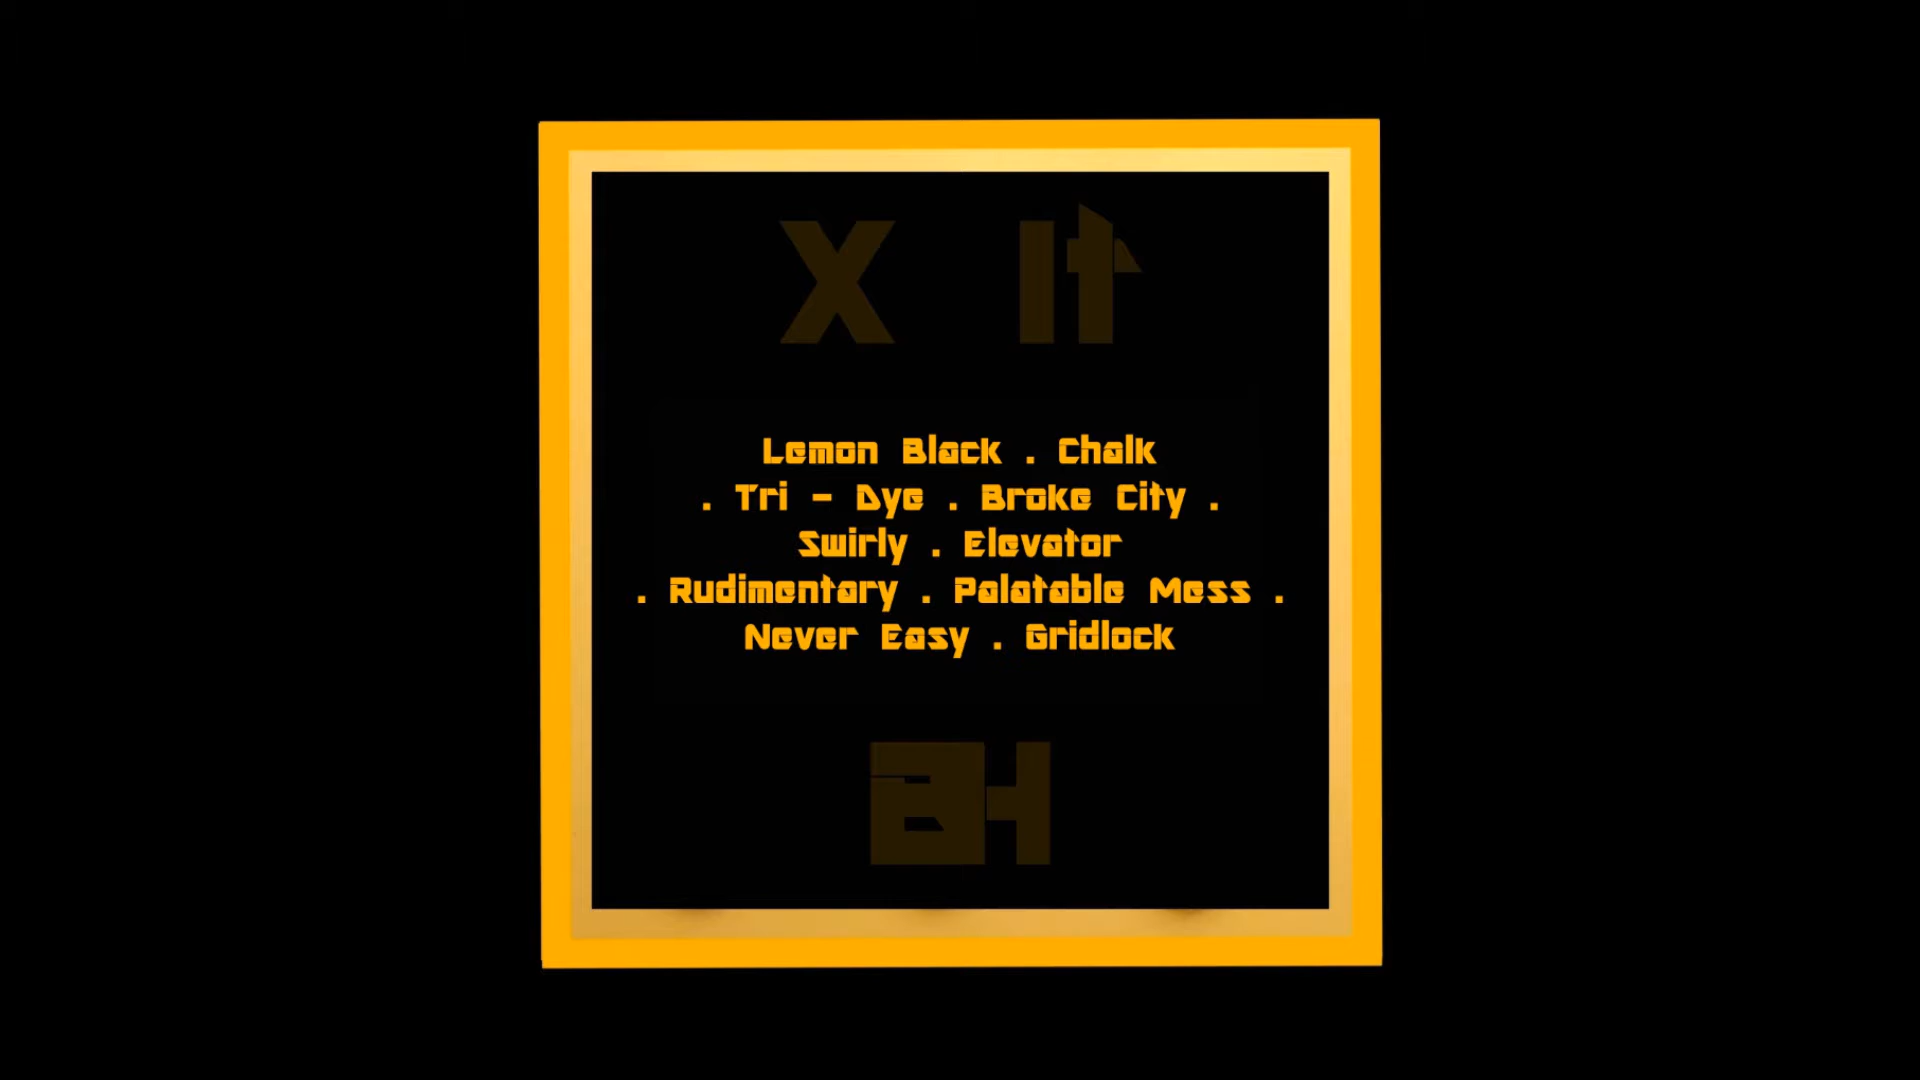 X It
Lemon Black . Chalk
. Tri - Dye . Broke City .
Swirly . Elevator
. Rudimentary . Palatable Mess .
Never Easy . Gridlock
BH